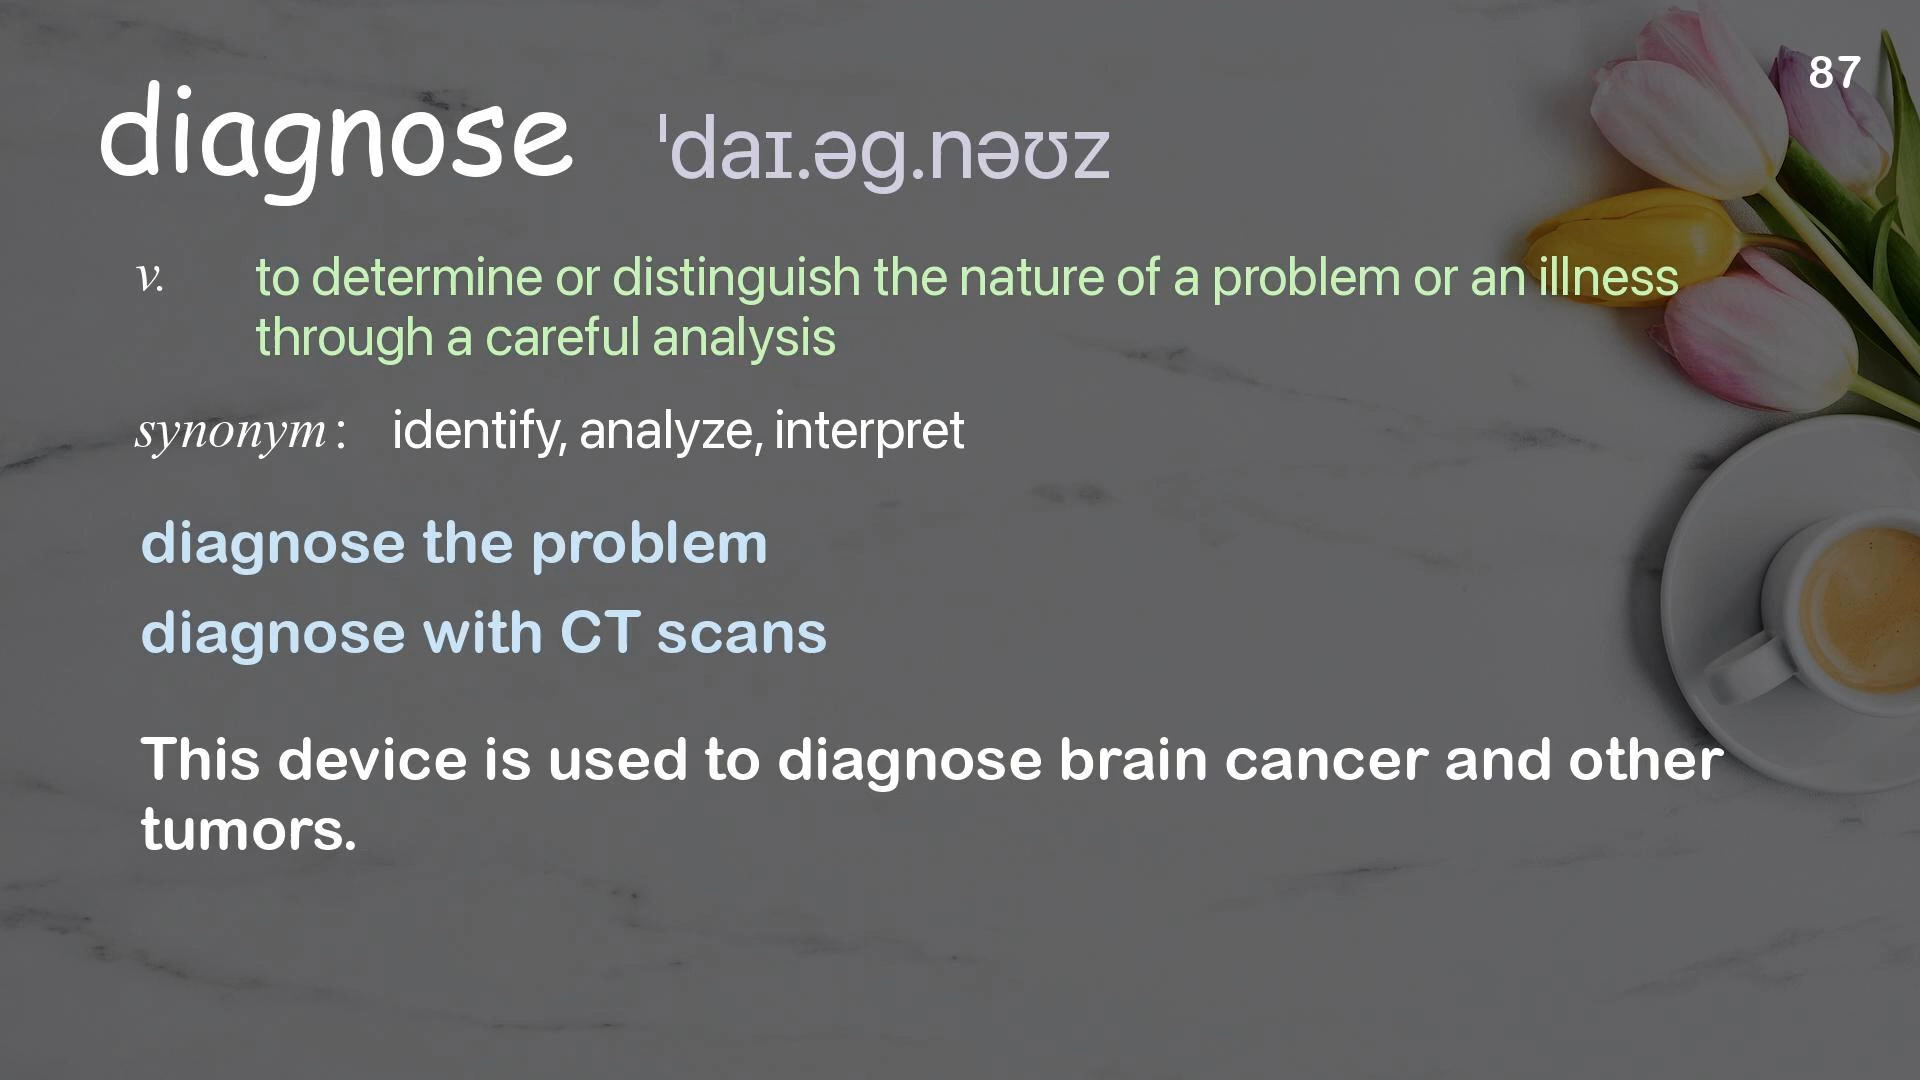 87
diagnose ˈdaɪ.əg.nəʊz
v. to determine or distinguish the nature of a problem or an illness
through a careful analysis
synonym: identify, analyze, interpret
diagnose the problem
diagnose with CT scans
This device is used to diagnose brain cancer and other
tumors.